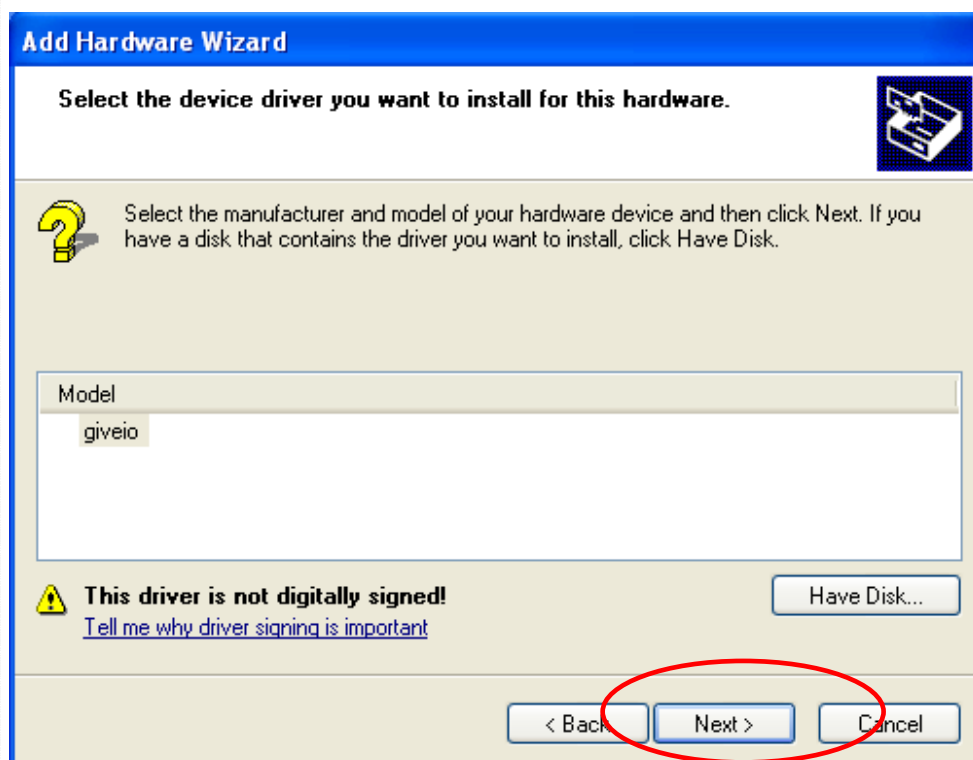 Add Hardware Wizard
Select the device driver you want to install for this hardware.
Select the manufacturer and model of your hardware device and then click Next. If you
have a disk that contains the driver you want to install, click Have Disk.
Model
giveio
This driver is not digitally signed!
Have Disk...
Tell me why driver signing is important
< Back
Next >
Cancel